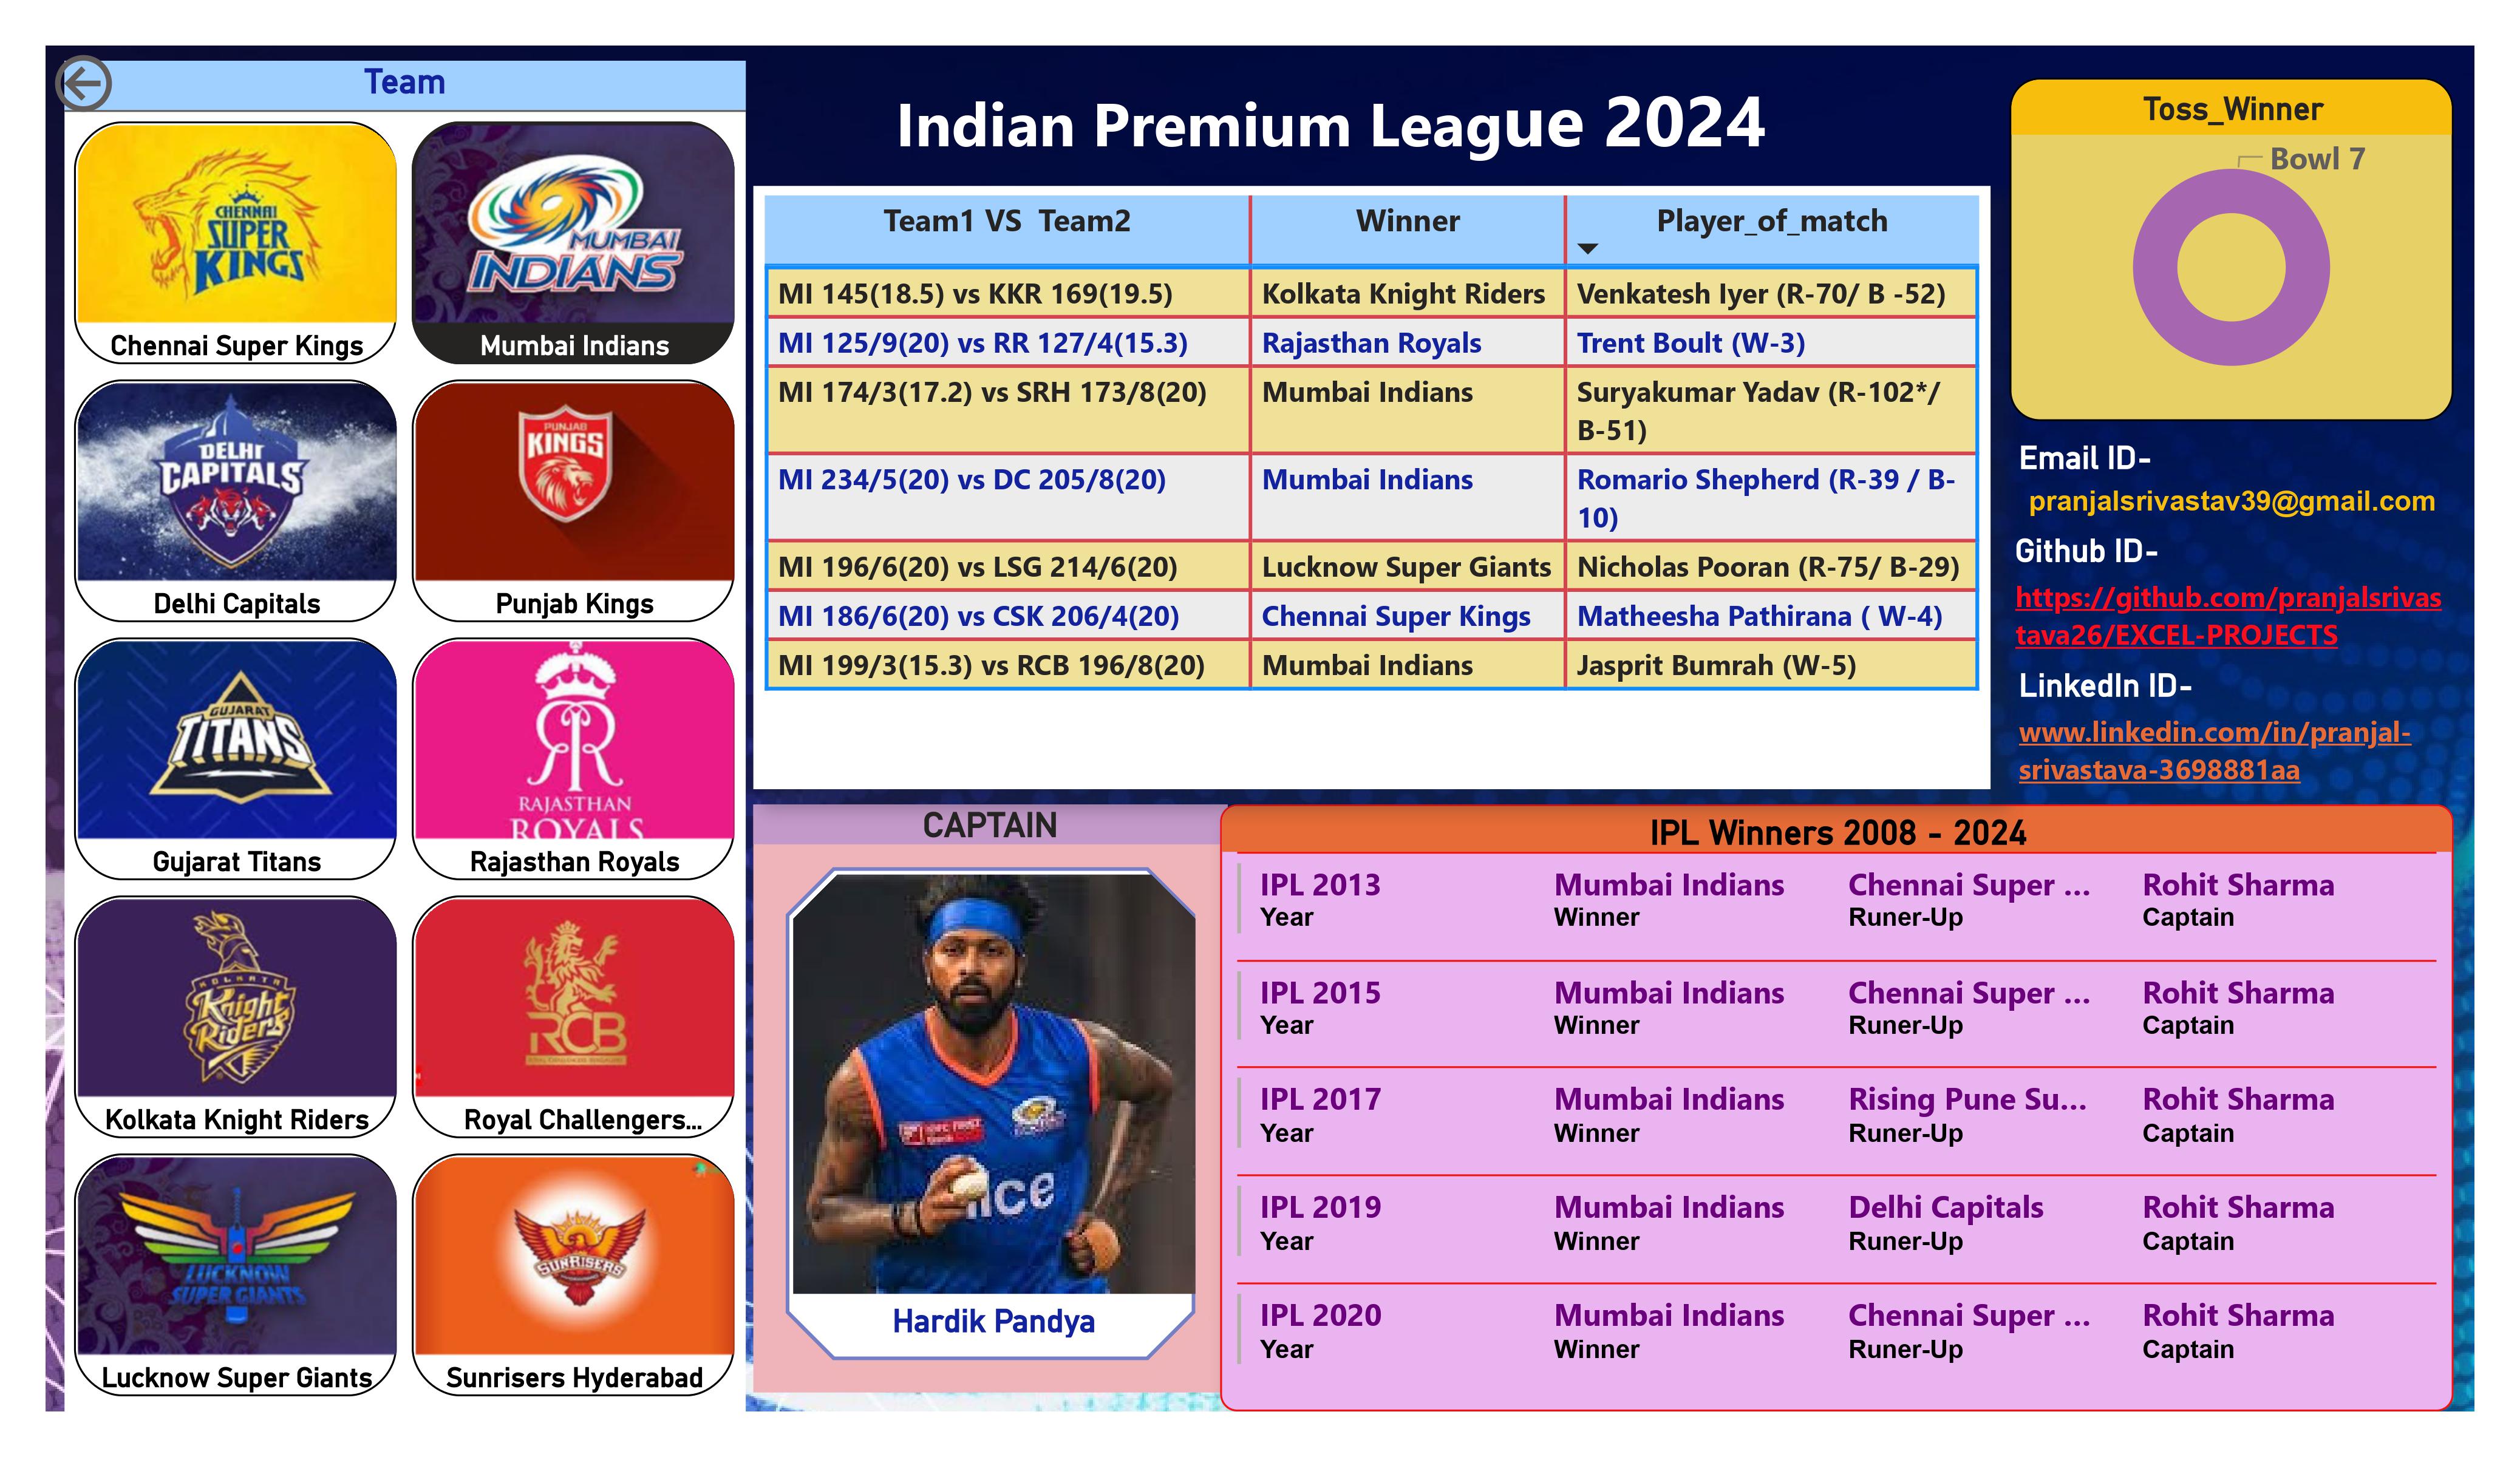 Team
CHENNAI
SUPER
KINGS
Chennai Super Kings
MUMBAI
INDIANS
Mumbai Indians
DELHI
CAPITALS
Delhi Capitals
PUNJAB
KINGS
Punjab Kings
GUJARAT
TITANS
Gujarat Titans
RAJASTHAN
ROYALS
Rajasthan Royals
KOLKATA
Knight
Riders
Kolkata Knight Riders
RCB
Royal Challengers...
LUCKNOW
SUPER GIANTS
Lucknow Super Giants
SUNRISERS
Sunrisers Hyderabad
Indian Premium League 2024
Team1 VS Team2 Winner Player_of_match
MI 145(18.5) vs KKR 169(19.5) Kolkata Knight Riders Venkatesh Iyer (R-70/ B -52)
MI 125/9(20) vs RR 127/4(15.3) Rajasthan Royals Trent Boult (W-3)
MI 174/3(17.2) vs SRH 173/8(20) Mumbai Indians Suryakumar Yadav (R-102*/
B-51)
MI 234/5(20) vs DC 205/8(20) Mumbai Indians Romario Shepherd (R-39 / B-
10)
MI 196/6(20) vs LSG 214/6(20) Lucknow Super Giants Nicholas Pooran (R-75/ B-29)
MI 186/6(20) vs CSK 206/4(20) Chennai Super Kings Matheesha Pathirana ( W-4)
MI 199/3(15.3) vs RCB 196/8(20) Mumbai Indians Jasprit Bumrah (W-5)
Toss_Winner
Bowl 7
Email ID-
pranjalsrivastav39@gmail.com
Github ID-
https://github.com/pranjalsrivas
tava26/EXCEL-PROJECTS
LinkedIn ID-
www.linkedin.com/in/pranjal-
srivastava-3698881aa
CAPTAIN
Hardik Pandya
IPL Winners 2008 - 2024
IPL 2013 Mumbai Indians Chennai Super ... Rohit Sharma
Year Winner Runer-Up Captain
IPL 2015 Mumbai Indians Chennai Super ... Rohit Sharma
Year Winner Runer-Up Captain
IPL 2017 Mumbai Indians Rising Pune Su... Rohit Sharma
Year Winner Runer-Up Captain
IPL 2019 Mumbai Indians Delhi Capitals Rohit Sharma
Year Winner Runer-Up Captain
IPL 2020 Mumbai Indians Chennai Super ... Rohit Sharma
Year Winner Runer-Up Captain